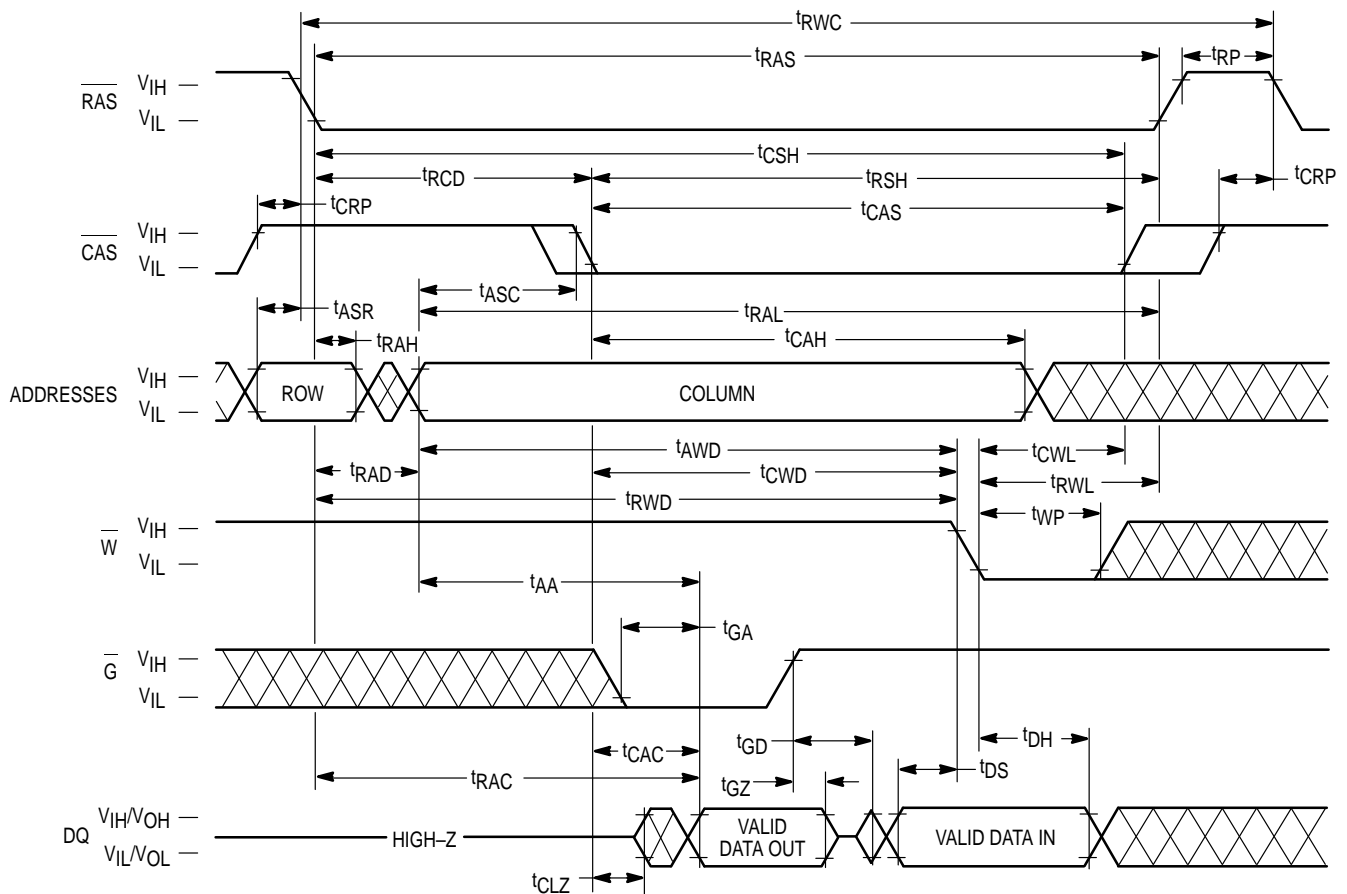 tRWC
tRAS
tRP
RAS
VIH
VIL
tCSH
tRCD
tRSH
tCRP
tCRP
tCAS
CAS
VIH
VIL
tASC
tASR
tRAL
tRAH
tCAH
ADDRESSES
VIH
VIL
ROW
COLUMN
tAWD
tCWL
tRAD
tCWD
tRWL
tRWD
tWP
W
VIH
VIL
tAA
tGA
G
VIH
VIL
tCAC
tGD
tDH
tRAC
tDS
tGZ
DQ
VIH/VOH
VIL/VOL
HIGH–Z
VALID
DATA OUT
VALID DATA IN
tCLZ